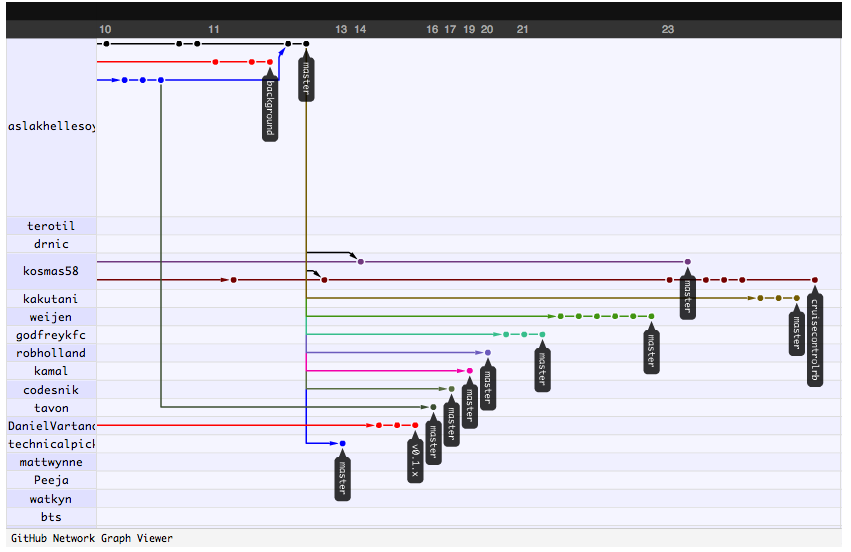 10 11 13 14 16 17 19 20 21 23
aslakhellesoy
master
background
terotil
drnic
kosmas58
master
kakutani
master
cruisecontrolrb
weijen
master
godfreykfc
master
robholland
master
kamal
master
codesnik
master
tavon
master
DanielVartanc
v0.1.x
technicalpick
master
mattwynne
Peeja
watkyn
bts
GitHub Network Graph Viewer